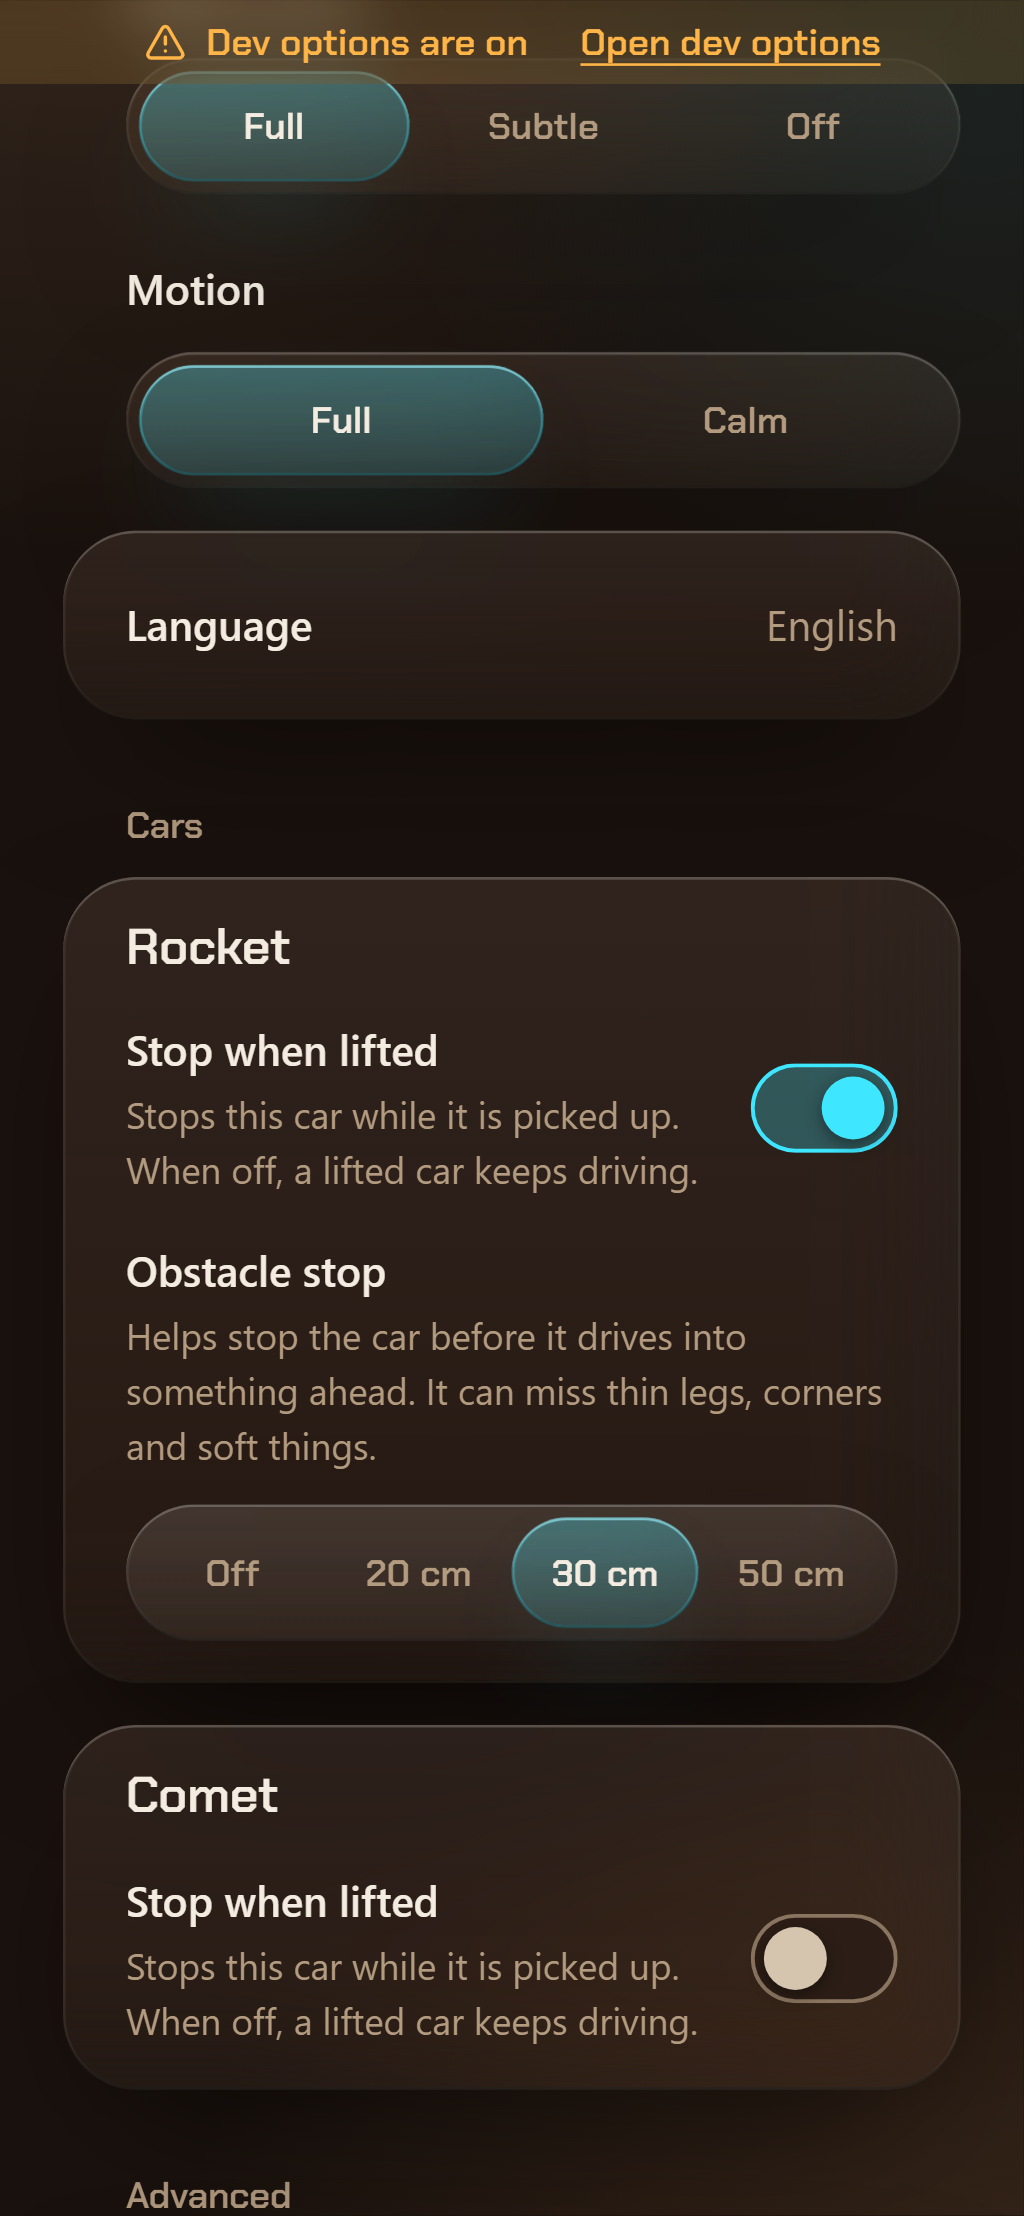 Dev options are on Open dev options
Full Subtle Off
Motion
Full Calm
Language English
Cars
Rocket
Stop when lifted
Stops this car while it is picked up.
When off, a lifted car keeps driving.
Obstacle stop
Helps stop the car before it drives into
something ahead. It can miss thin legs, corners
and soft things.
Off 20 cm 30 cm 50 cm
Comet
Stop when lifted
Stops this car while it is picked up.
When off, a lifted car keeps driving.
Advanced